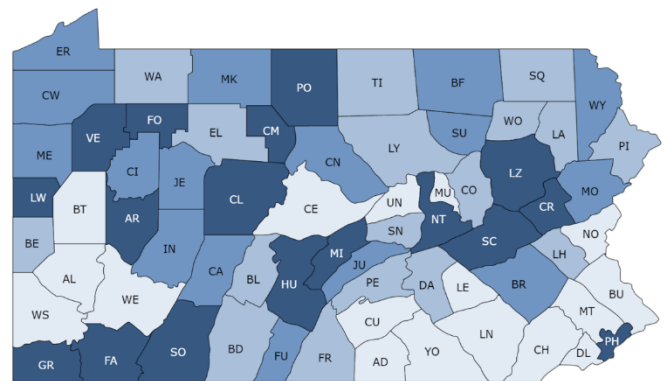 ER
WA
MK
PO
TI
BF
SQ
WY
CW
VE
FO
EL
CM
CN
LY
SU
WO
LA
PI
ME
CI
JE
LW
BT
AR
CL
CE
UN
MU
NT
CO
LZ
CR
MO
BE
IN
CA
BL
HU
MI
JU
SN
SC
NO
AL
WE
WS
PE
DA
LE
BR
LH
BU
MT
PH
GR
FA
SO
BD
FU
FR
CU
AD
YO
LN
CH
DL